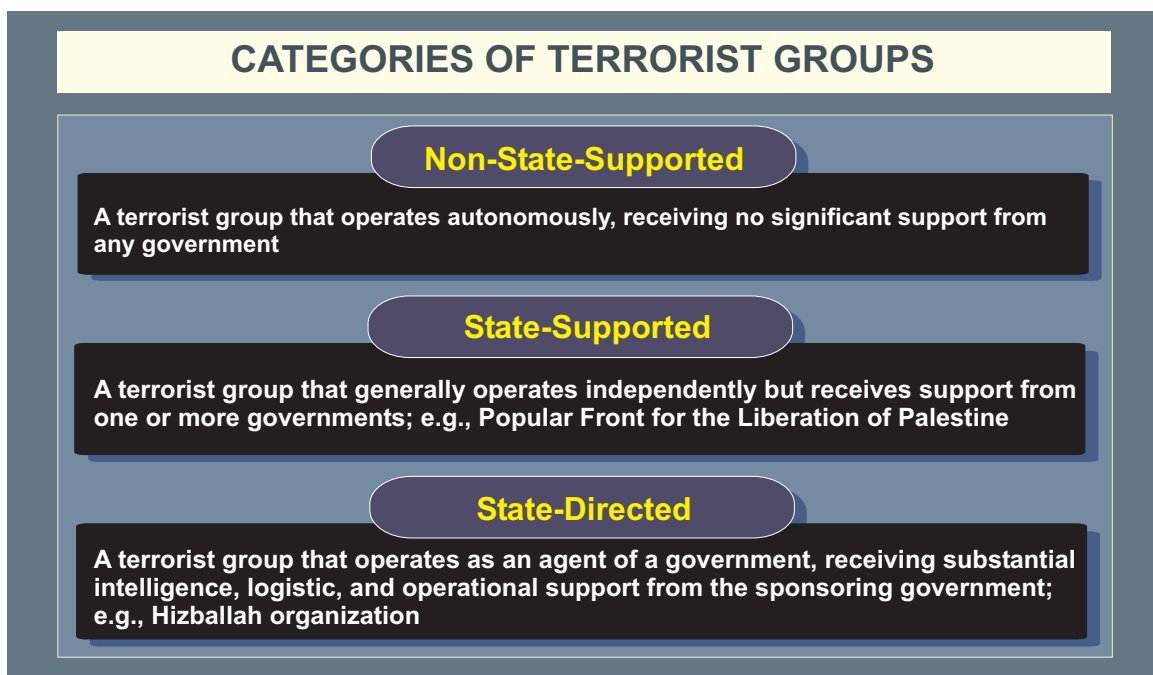 CATEGORIES OF TERRORIST GROUPS
Non-State-Supported
A terrorist group that operates autonomously, receiving no significant support from
any government
State-Supported
A terrorist group that generally operates independently but receives support from
one or more governments; e.g., Popular Front for the Liberation of Palestine
State-Directed
A terrorist group that operates as an agent of a government, receiving substantial
intelligence, logistic, and operational support from the sponsoring government;
e.g., Hizballah organization